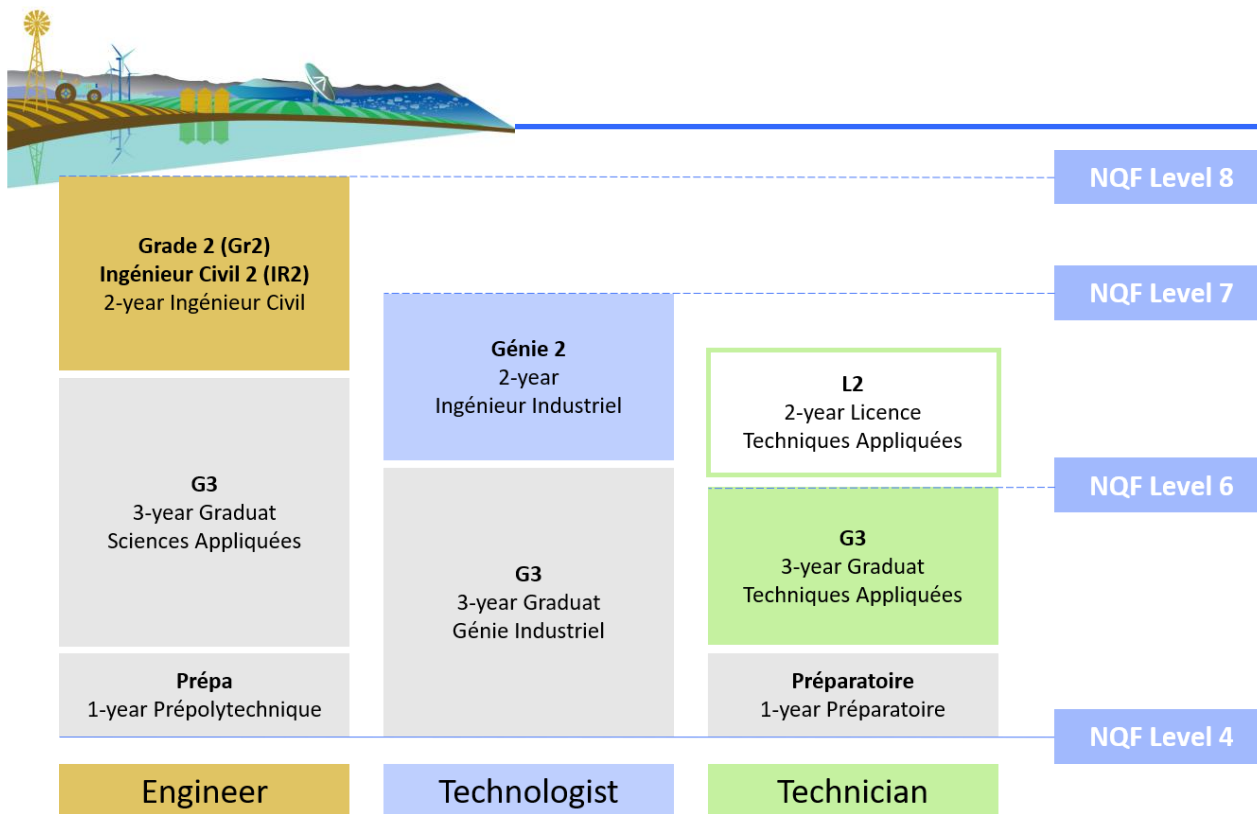 NQF Level 8
Grade 2 (Gr2)
Ingénieur Civil 2 (IR2)
2-year Ingénieur Civil
NQF Level 7
Génie 2
2-year
Ingénieur Industriel
L2
2-year Licence
Techniques Appliquées
G3
3-year Graduat
Sciences Appliquées
NQF Level 6
G3
3-year Graduat
Génie Industriel
G3
3-year Graduat
Techniques Appliquées
Prépa
1-year Prépolytechnique
Préparatoire
1-year Préparatoire
NQF Level 4
Engineer
Technologist
Technician